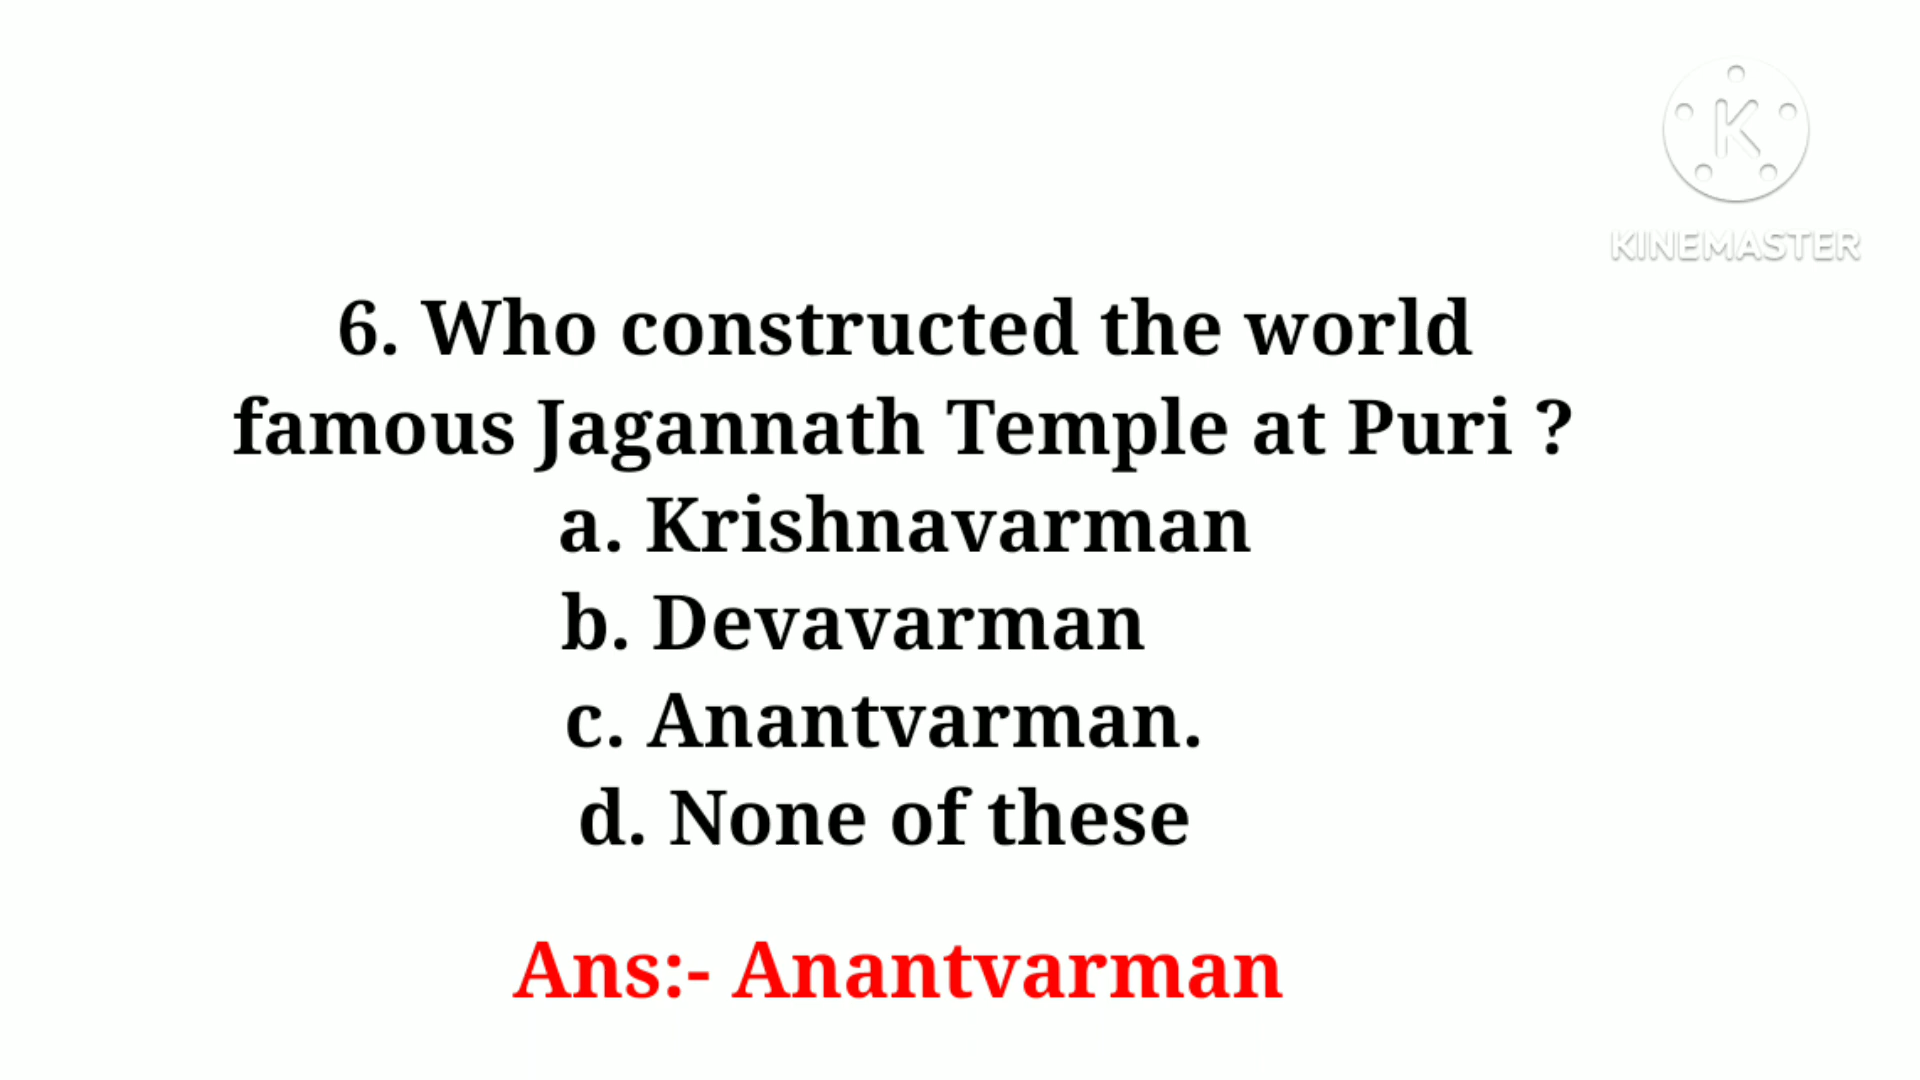 K
KINEMASTER
6. Who constructed the world
famous Jagannath Temple at Puri ?
a. Krishnavarman
b. Devavarman
c. Anantvarman.
d. None of these
Ans:- Anantvarman